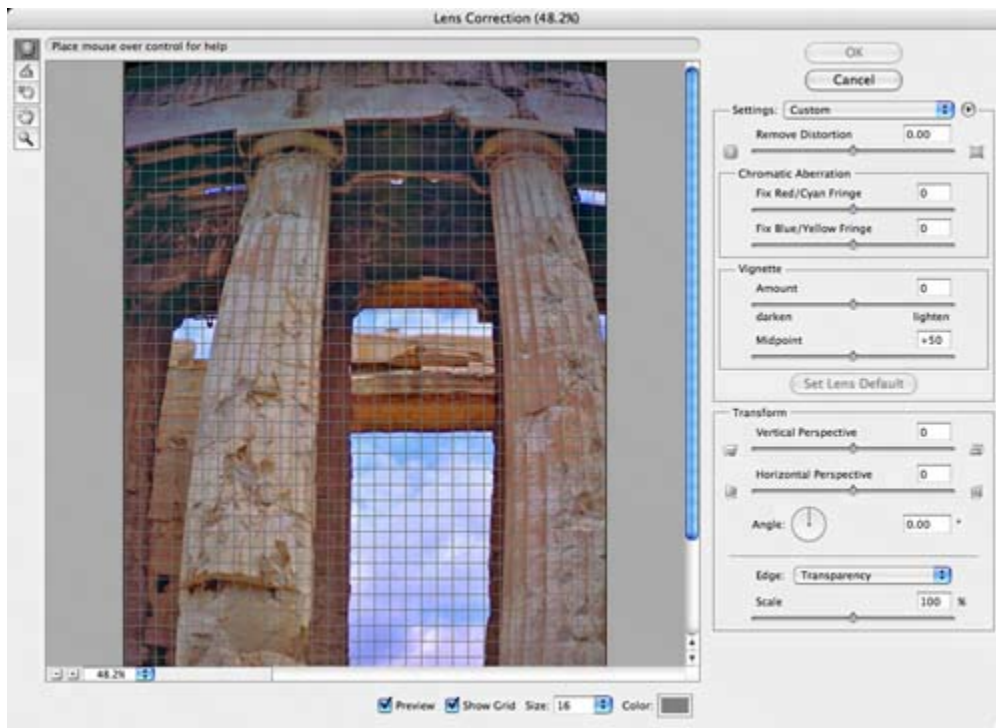 Lens Correction (48.2%)
Place mouse over control for help
OK
Cancel
Settings: Custom
Remove Distortion 0.00
Chromatic Aberration
Fix Red/Cyan Fringe 0
Fix Blue/Yellow Fringe 0
Vignette
Amount 0
darken lighten
Midpoint +50
Set Lens Default
Transform
Vertical Perspective 0
Horizontal Perspective 0
Angle: 0.00 °
Edge: Transparency
Scale 100 %
48.2%
Preview Show Grid Size: 16 Color: